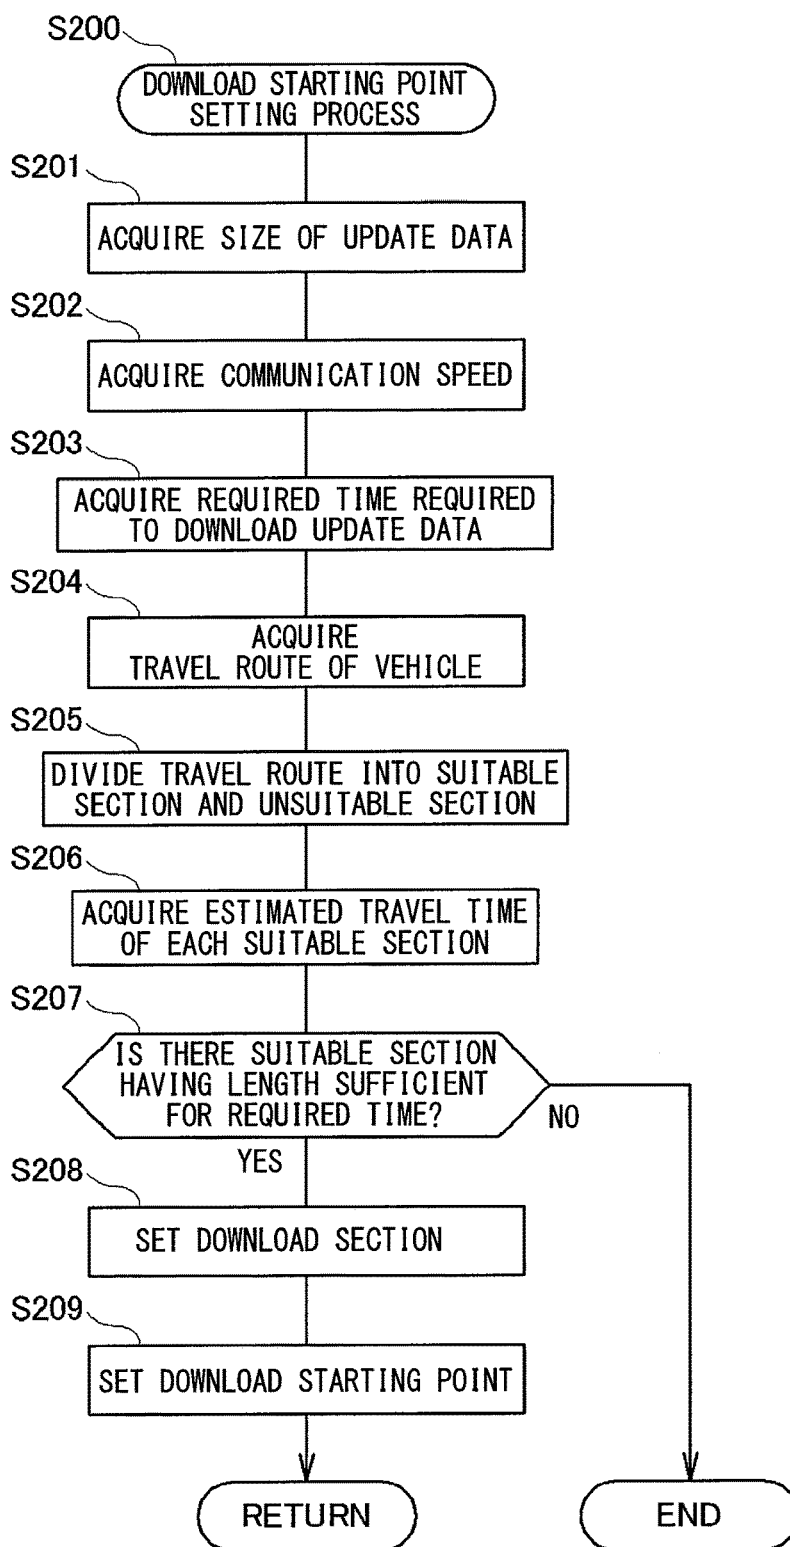 S200
DOWNLOAD STARTING POINT
SETTING PROCESS
S201
ACQUIRE SIZE OF UPDATE DATA
S202
ACQUIRE COMMUNICATION SPEED
S203
ACQUIRE REQUIRED TIME REQUIRED
TO DOWNLOAD UPDATE DATA
S204
ACQUIRE
TRAVEL ROUTE OF VEHICLE
S205
DIVIDE TRAVEL ROUTE INTO SUITABLE
SECTION AND UNSUITABLE SECTION
S206
ACQUIRE ESTIMATED TRAVEL TIME
OF EACH SUITABLE SECTION
S207
IS THERE SUITABLE SECTION
HAVING LENGTH SUFFICIENT
FOR REQUIRED TIME?
NO
YES
S208
SET DOWNLOAD SECTION
S209
SET DOWNLOAD STARTING POINT
RETURN
END